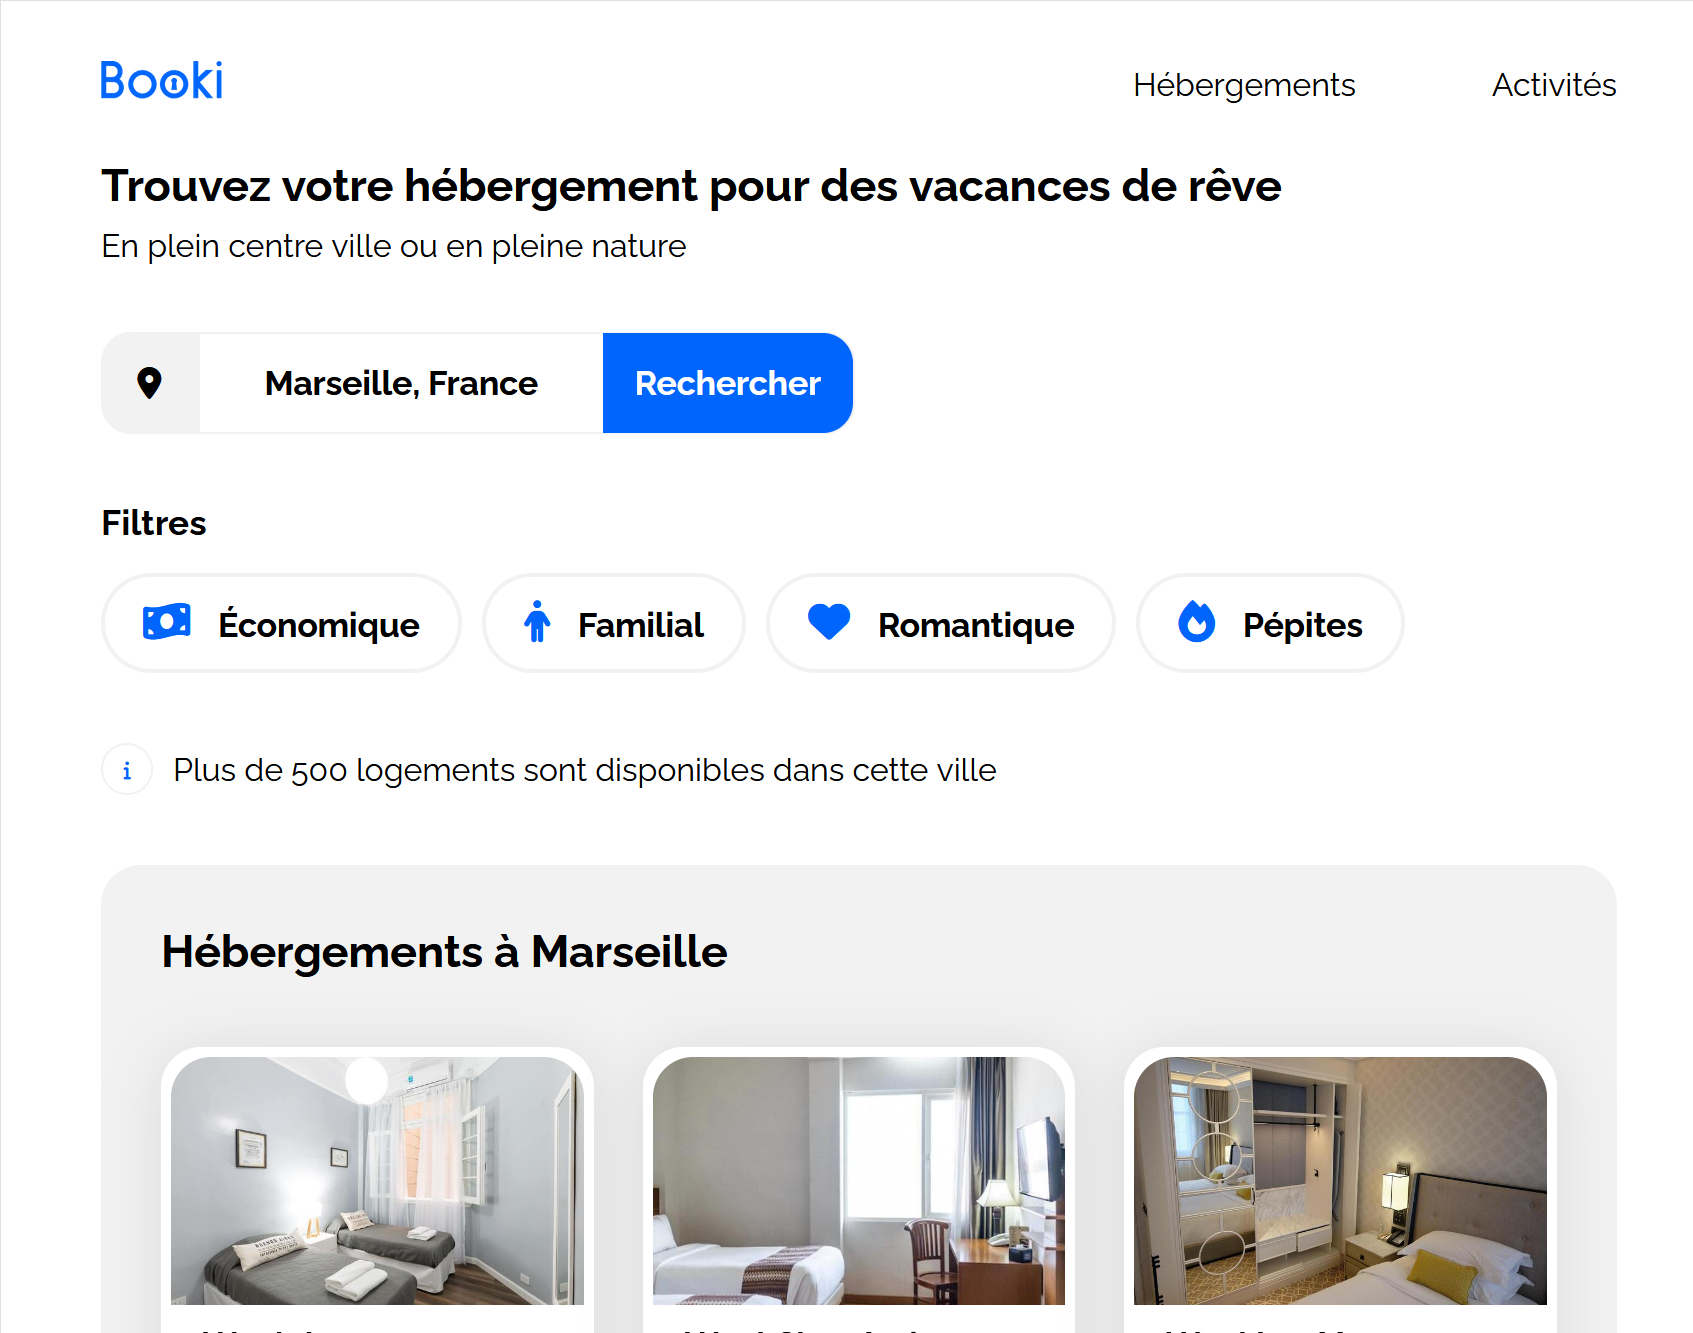 Booki
Hébergements
Activités
Trouvez votre hébergement pour des vacances de rêve
En plein centre ville ou en pleine nature
Marseille, France
Rechercher
Filtres
Économique
Familial
Romantique
Pépites
Plus de 500 logements sont disponibles dans cette ville
Hébergements à Marseille